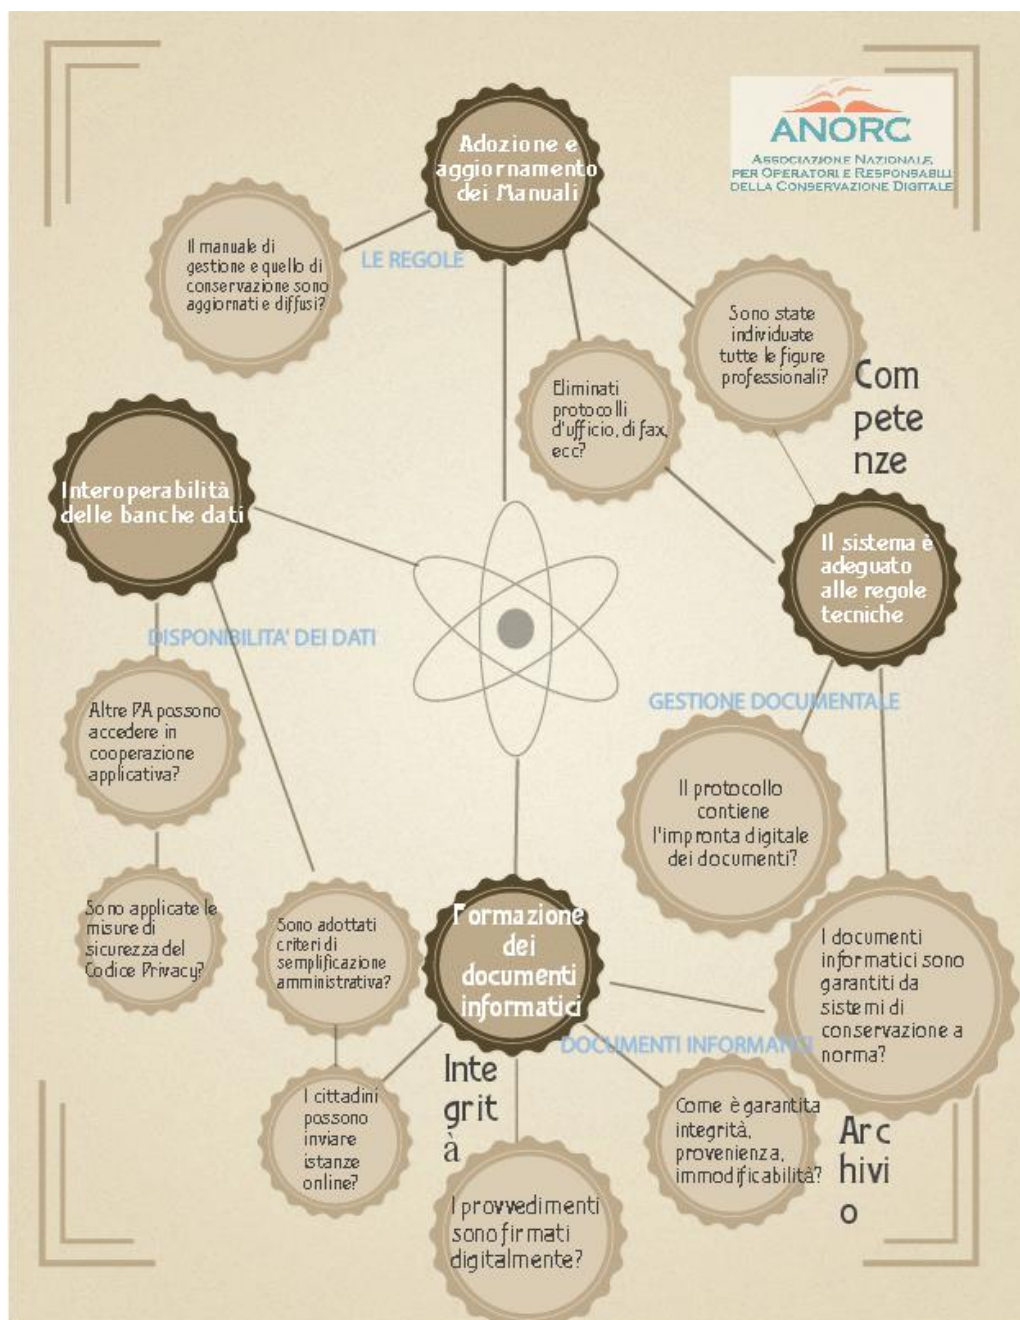 Adozione e
aggiornamento
dei Manuali
ANORC
ASSOCIAZIONE NAZIONALE
PER OPERATORI E RESPONSABILI
DELLA CONSERVAZIONE DIGITALE
Il manuale di
gestione e quello di
conservazione sono
aggiornati e diffusi?
LE REGOLE
Sono state
individuate
tutte le figure
professionali?
Com
pete
nze
Eliminati
protocolli
d'ufficio, di fax,
ecc?
Interoperabilità
delle banche dati
Il sistema è
adeguato
alle regole
tecniche
DISPONIBILITA' DEI DATI
GESTIONE DOCUMENTALE
Altre PA possono
accedere in
cooperazione
applicativa?
Il protocollo
contiene
l'impronta digitale
dei documenti?
Sono applicate le
misure di
sicurezza del
Codice Privacy?
Sono adottati
criteri di
semplificazione
amministrativa?
Formazione
dei
documenti
informatici
I documenti
informatici sono
garantiti da
sistemi di
conservazione a
norma?
DOCUMENTI INFORMATICI
Inte
grit
à
I cittadini
possono
inviare
istanze
online?
Come è garantita
integrità,
provenienza,
immodificabilità?
Arc
hivi
o
I provvedimenti
sono firmati
digitalmente?